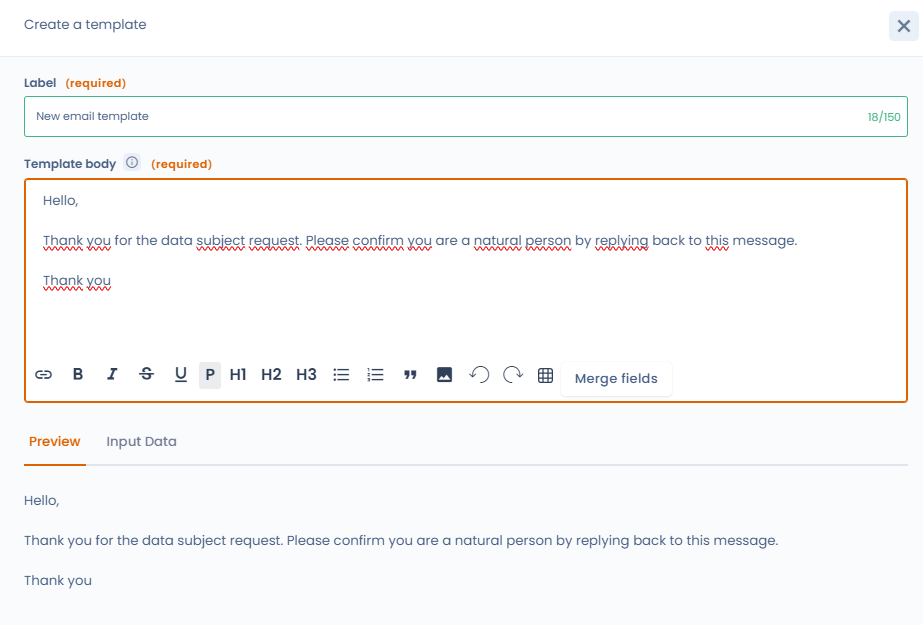 Create a template
Label (required)
New email template 18/150
Template body (required)
Hello,
Thank you for the data subject request. Please confirm you are a natural person by replying back to this message.
Thank you
B I S U P H1 H2 H3 Merge fields
Preview Input Data
Hello,
Thank you for the data subject request. Please confirm you are a natural person by replying back to this message.
Thank you